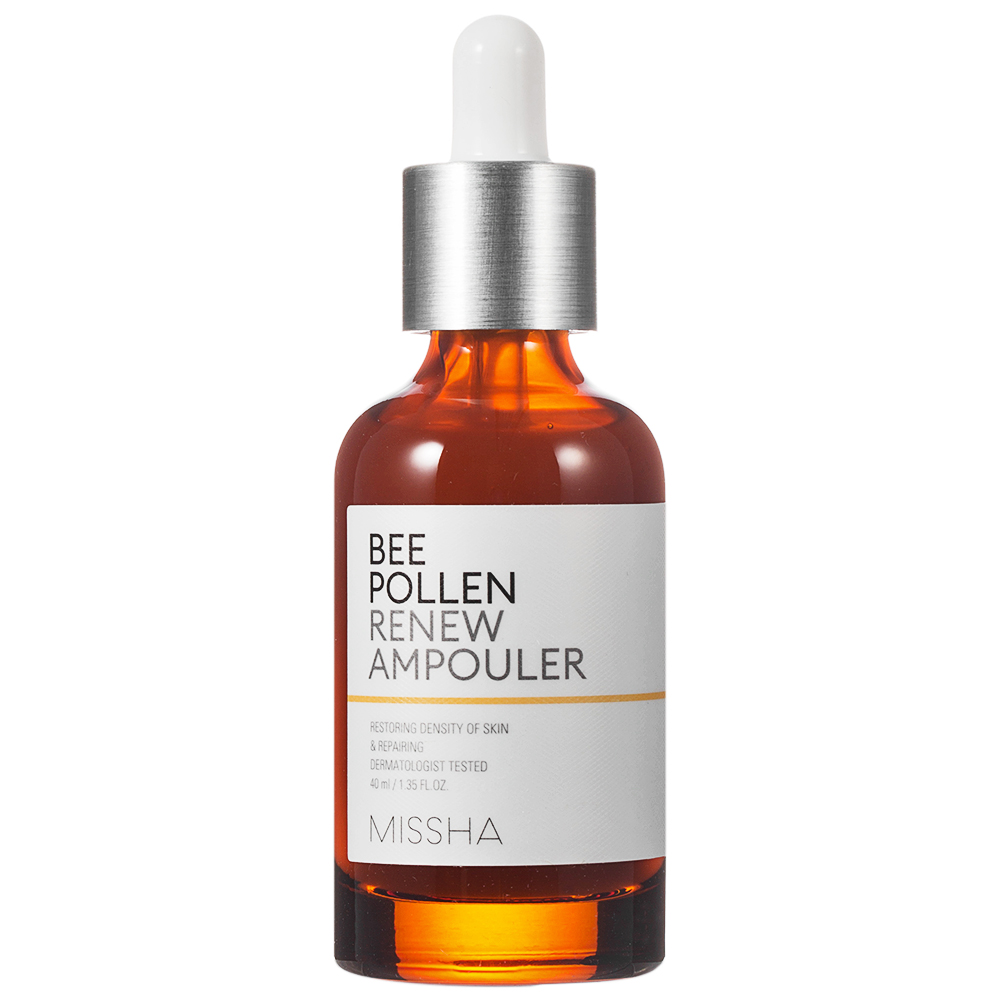 BEE
POLLEN
RENEW
AMPOULER
RESTORING DENSITY OF SKIN
& REPAIRING
DERMATOLOGIST TESTED
40 ml / 1.35 FL.OZ.
MISSHA